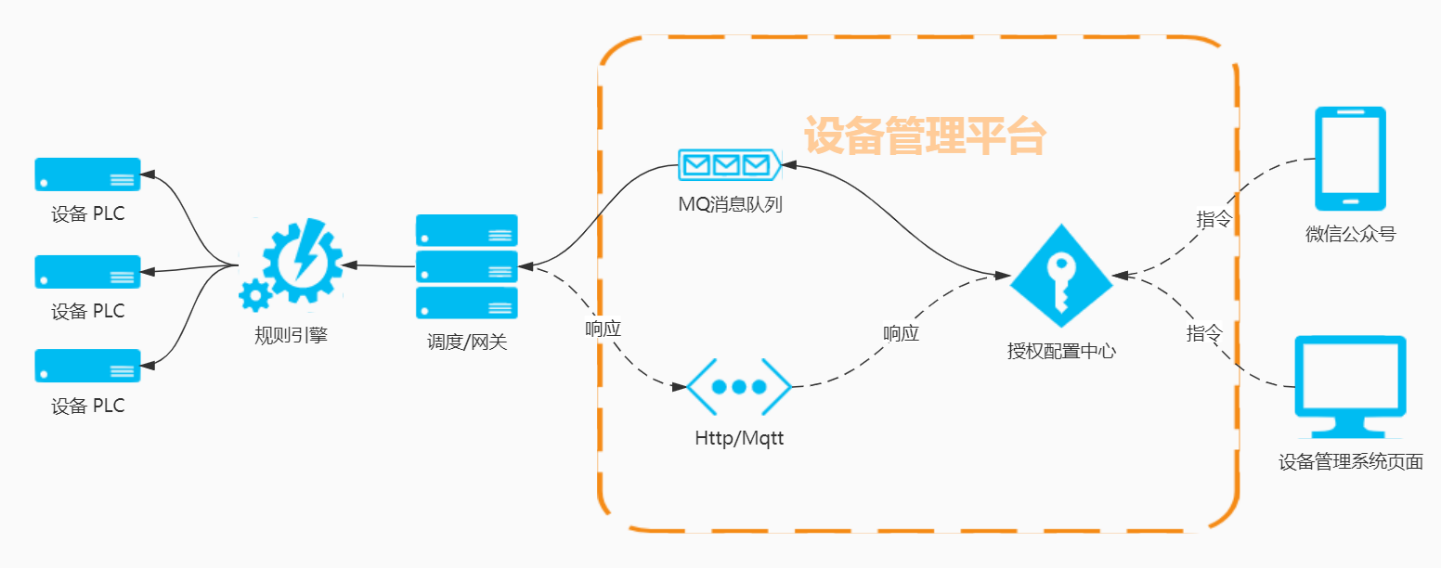 设备管理平台
设备 PLC
设备 PLC
设备 PLC
规则引擎
调度/网关
MQ消息队列
响应
响应
Http/Mqtt
授权配置中心
指令
指令
微信公众号
设备管理系统页面